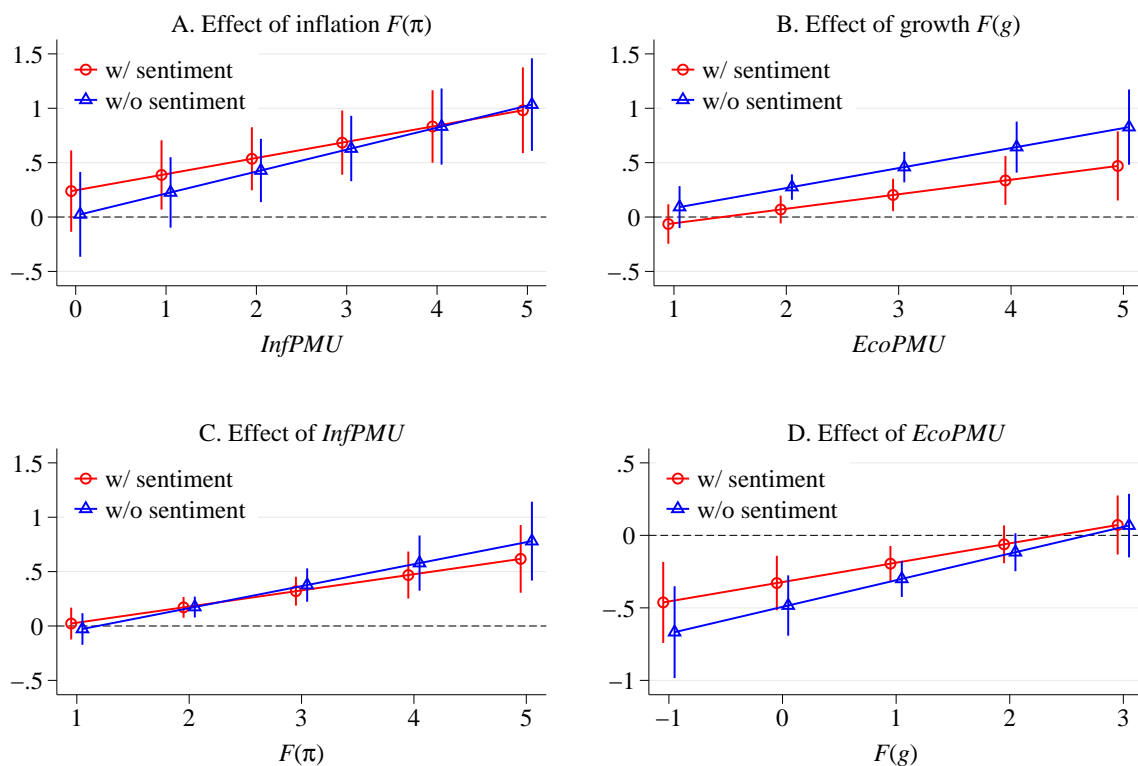 A. Effect of inflation F(π)
1.5
1
.5
0
−.5
w/ sentiment
w/o sentiment
0 1 2 3 4 5
InfPMU
B. Effect of growth F(g)
1.5
1
.5
0
−.5
w/ sentiment
w/o sentiment
1 2 3 4 5
EcoPMU
C. Effect of InfPMU
1.5
1
.5
0
−.5
w/ sentiment
w/o sentiment
1 2 3 4 5
F(π)
D. Effect of EcoPMU
.5
0
−.5
−1
w/ sentiment
w/o sentiment
−1 0 1 2 3
F(g)